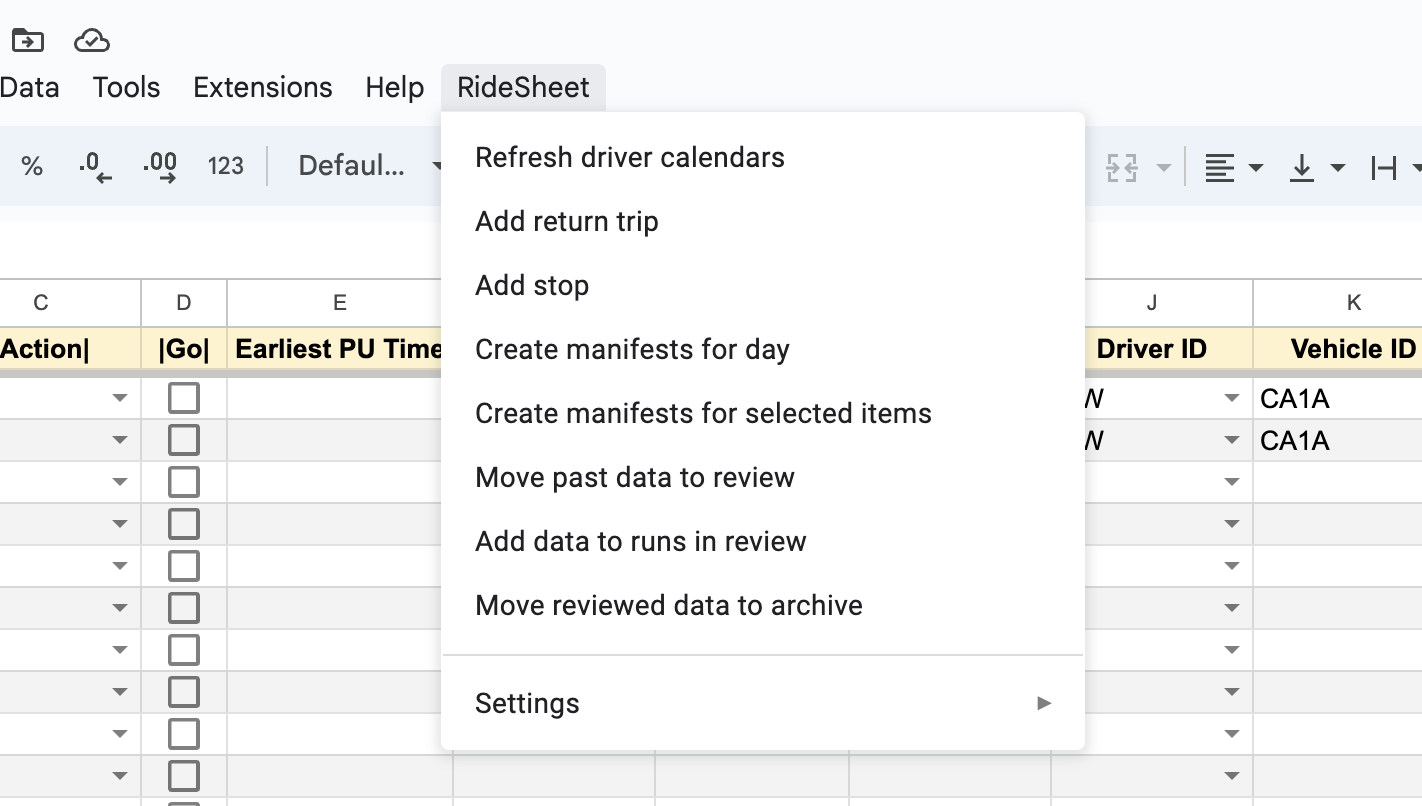 Data Tools Extensions Help RideSheet
% .0 .00 123 Defaul...
Refresh driver calendars
Add return trip
Add stop
Create manifests for day
Create manifests for selected items
Move past data to review
Add data to runs in review
Move reviewed data to archive
Settings
C D E J K
Action| |Go| Earliest PU Time Driver ID Vehicle ID
CA1A
CA1A